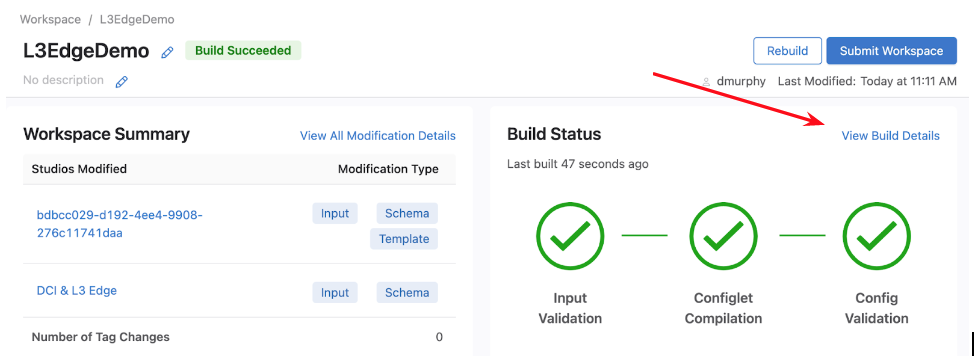 Workspace / L3EdgeDemo
L3EdgeDemo Build Succeeded Rebuild Submit Workspace
No description dmurphy Last Modified: Today at 11:11 AM
Workspace Summary View All Modification Details
Studios Modified Modification Type
bdbcc029-d192-4ee4-9908-
276c11741daa
Input Schema
Template
DCI & L3 Edge Input Schema
Number of Tag Changes 0
Build Status View Build Details
Last built 47 seconds ago
Input Configlet Config
Validation Compilation Validation